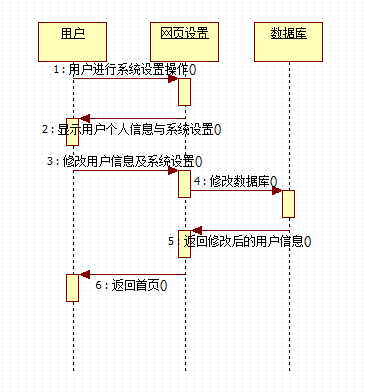 用户
网页设置
数据库
1 : 用户进行系统设置操作()
2 : 显示用户个人信息与系统设置()
3 : 修改用户信息及系统设置()
4 : 修改数据库()
5 : 返回修改后的用户信息()
6 : 返回首页()